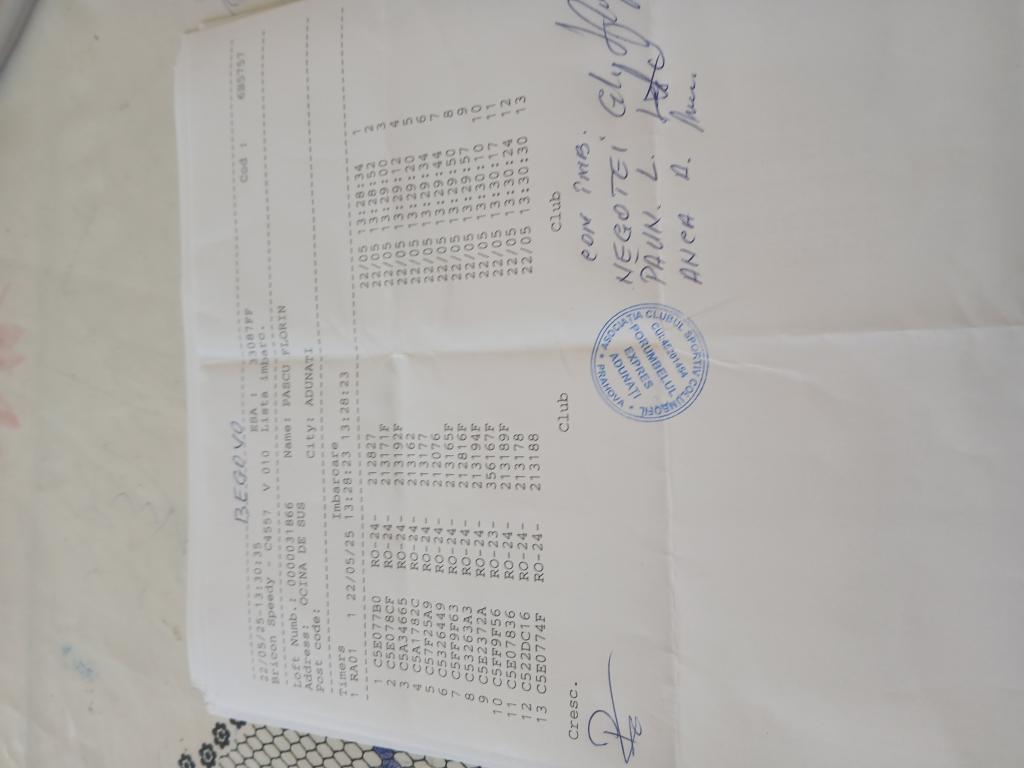 BEGOVO
22/05/25-13:30:35 EBA : 33087FF Cod : 6B5757
Bricon Speedy - C4557 V 010 Lista imbarc.
Loft Numb.: 0000031866 Name: PASCU FLORIN
Address: OCINA DE SUS City: ADUNATI
Post code:
Timers Imbarcare
1 RA01 1 22/05/25 13:28:23 13:28:23
1 C5E077B0 RO-24- 212827 22/05 13:28:34 1
2 C5E078CF RO-24- 213171F 22/05 13:28:52 2
3 C5A34665 RO-24- 213192F 22/05 13:29:00 3
4 C5A1782C RO-24- 213162 22/05 13:29:12 4
5 C57F25A9 RO-24- 213177 22/05 13:29:20 5
6 C5326449 RO-24- 212076 22/05 13:29:34 6
7 C5FF9F63 RO-24- 213165F 22/05 13:29:44 7
8 C53263A3 RO-24- 212816F 22/05 13:29:50 8
9 C5E2372A RO-24- 213194F 22/05 13:29:57 9
10 C5FF9F56 RO-23- 356167F 22/05 13:30:10 10
11 C5E07836 RO-24- 213189F 22/05 13:30:17 11
12 C522DC16 RO-24- 213178 22/05 13:30:24 12
13 C5E0774F RO-24- 213188 22/05 13:30:30 13
Cresc. Club Club
COM IMB.
NEGOTEI
PAUN. L.
ANCA A.
ASOCIATIA CLUBUL SPORTIV COLUMBOFIL * PRAHOVA *
CUI:46201494
PORUMBELUL
EXPRES
ADUNATI